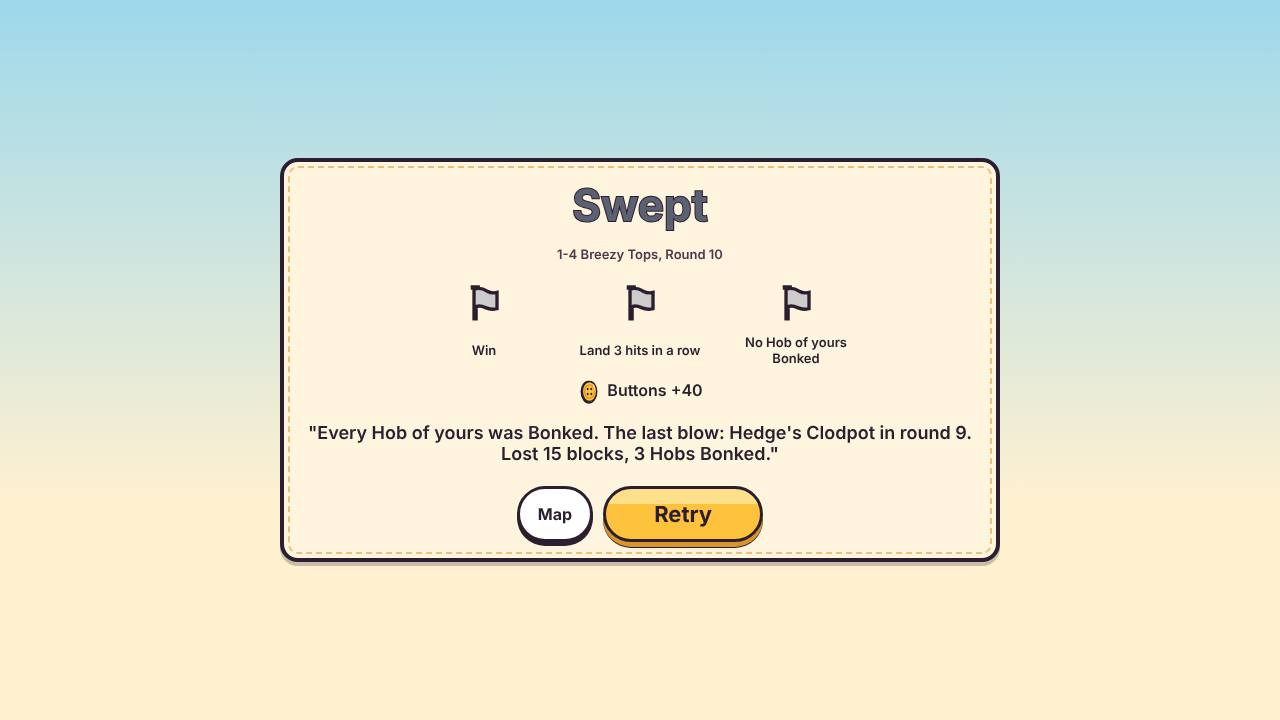 Swept
1-4 Breezy Tops, Round 10
Win
Land 3 hits in a row
No Hob of yours
Bonked
Buttons +40
"Every Hob of yours was Bonked. The last blow: Hedge's Clodpot in round 9.
Lost 15 blocks, 3 Hobs Bonked."
Map
Retry